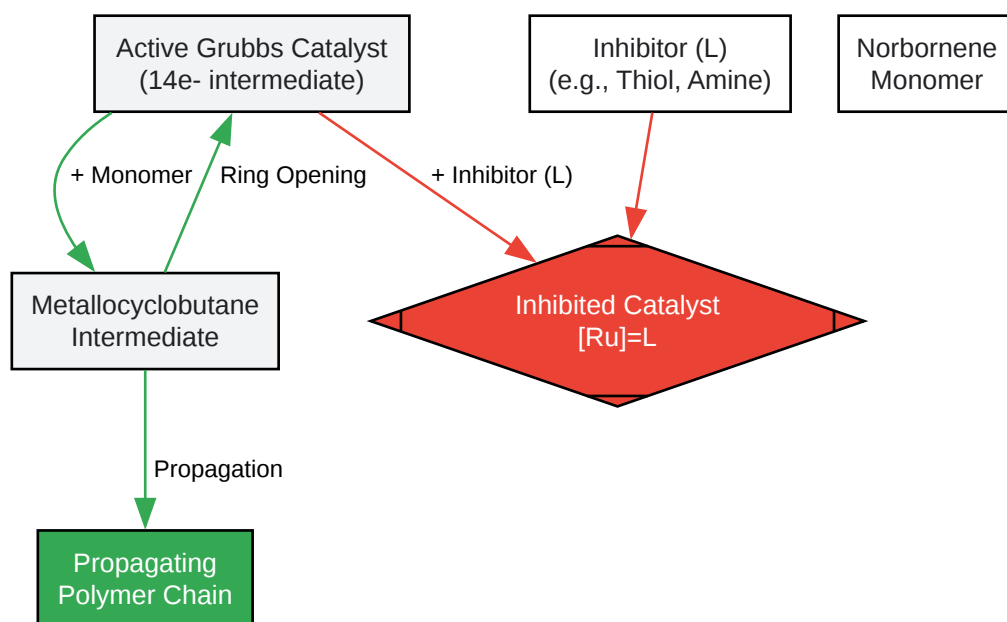 Active Grubbs Catalyst
(14e- intermediate)
Inhibitor (L)
(e.g., Thiol, Amine)
Norbornene
Monomer
+ Monomer
Ring Opening
+ Inhibitor (L)
Metallocyclobutane
Intermediate
Inhibited Catalyst
[Ru]=L
Propagation
Propagating
Polymer Chain